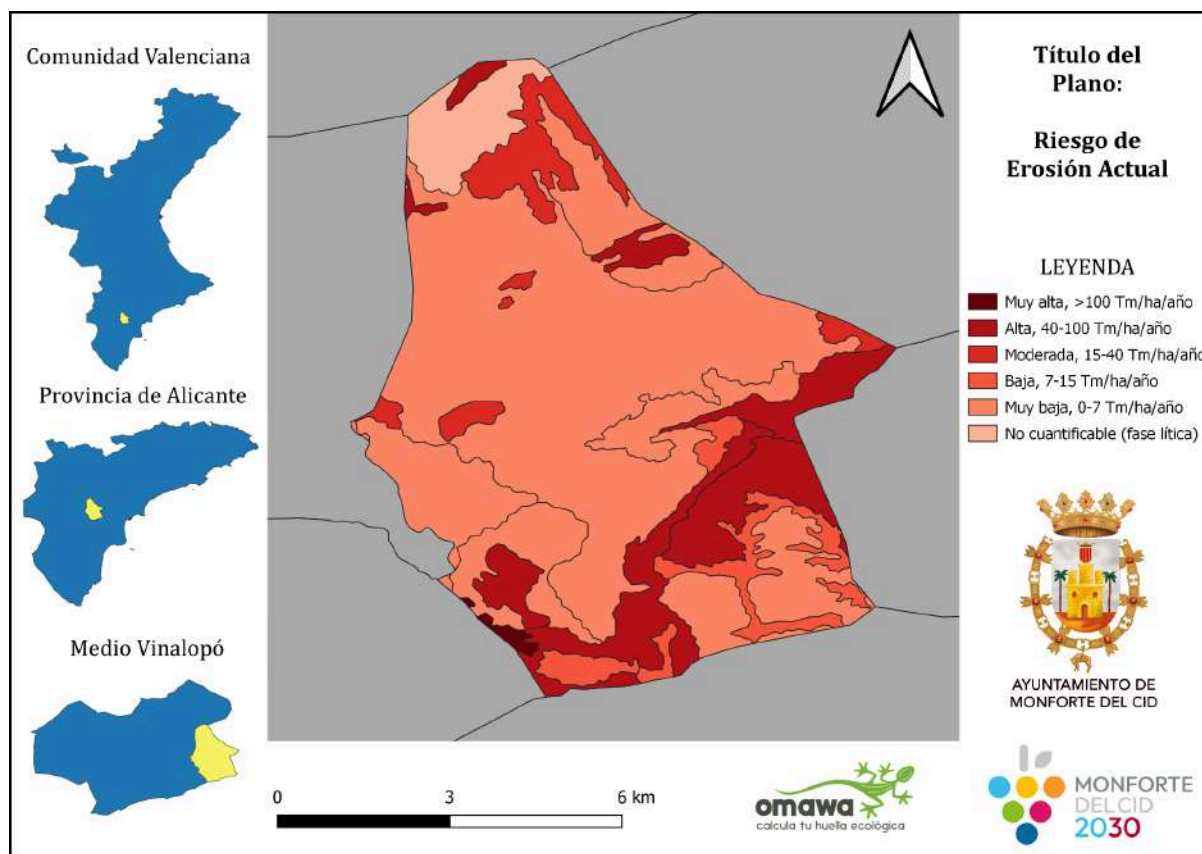 Comunidad Valenciana
Provincia de Alicante
Medio Vinalopó
0 3 6 km
omawa
calcula tu huella ecológica
Título del
Plano:
Riesgo de
Erosión Actual
LEYENDA
Muy alta, >100 Tm/ha/año
Alta, 40-100 Tm/ha/año
Moderada, 15-40 Tm/ha/año
Baja, 7-15 Tm/ha/año
Muy baja, 0-7 Tm/ha/año
No cuantificable (fase lítica)
AYUNTAMIENTO DE
MONFORTE DEL CID
MONFORTE
DEL CID
2030